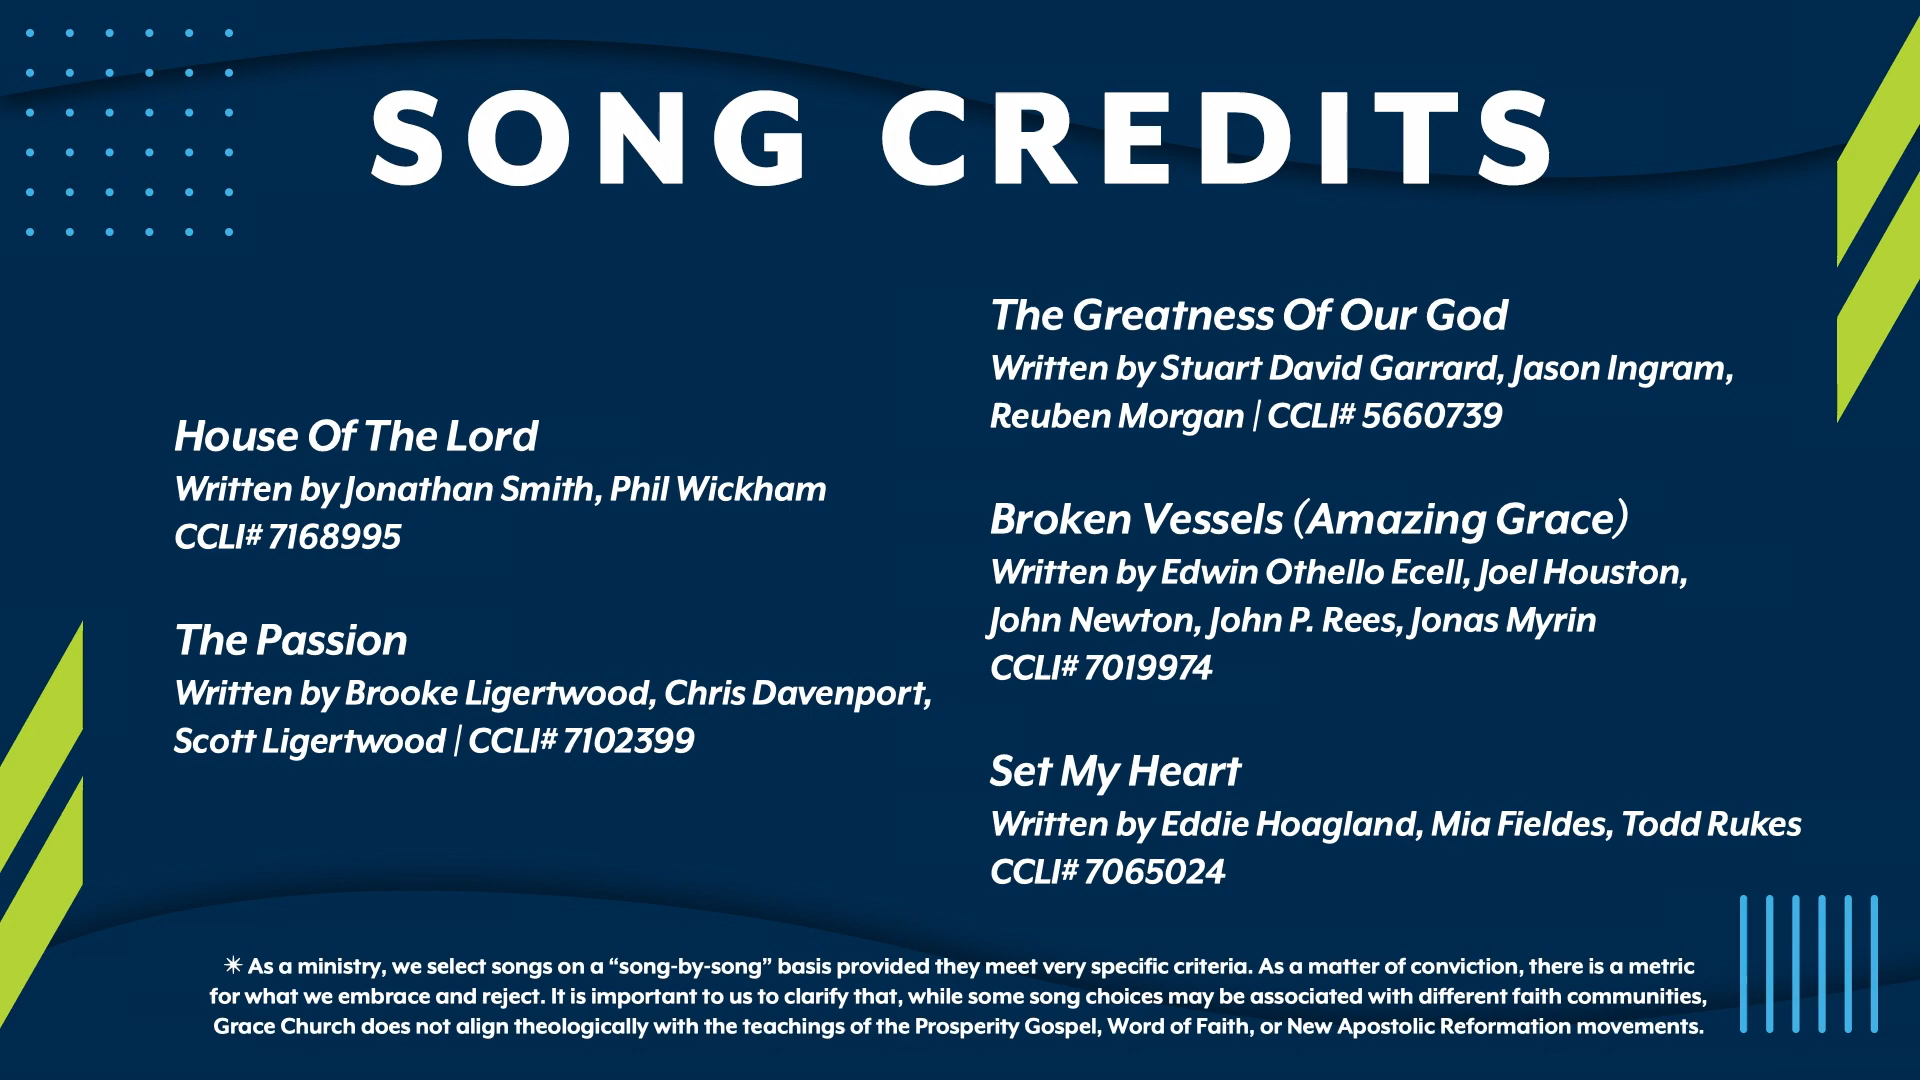 SONG CREDITS
House Of The Lord
Written by Jonathan Smith, Phil Wickham
CCLI# 7168995
The Passion
Written by Brooke Ligertwood, Chris Davenport,
Scott Ligertwood | CCLI# 7102399
The Greatness Of Our God
Written by Stuart David Garrard, Jason Ingram,
Reuben Morgan | CCLI# 5660739
Broken Vessels (Amazing Grace)
Written by Edwin Othello Ecell, Joel Houston,
John Newton, John P. Rees, Jonas Myrin
CCLI# 7019974
Set My Heart
Written by Eddie Hoagland, Mia Fieldes, Todd Rukes
CCLI# 7065024
✴ As a ministry, we select songs on a “song-by-song” basis provided they meet very specific criteria. As a matter of conviction, there is a metric
for what we embrace and reject. It is important to us to clarify that, while some song choices may be associated with different faith communities,
Grace Church does not align theologically with the teachings of the Prosperity Gospel, Word of Faith, or New Apostolic Reformation movements.